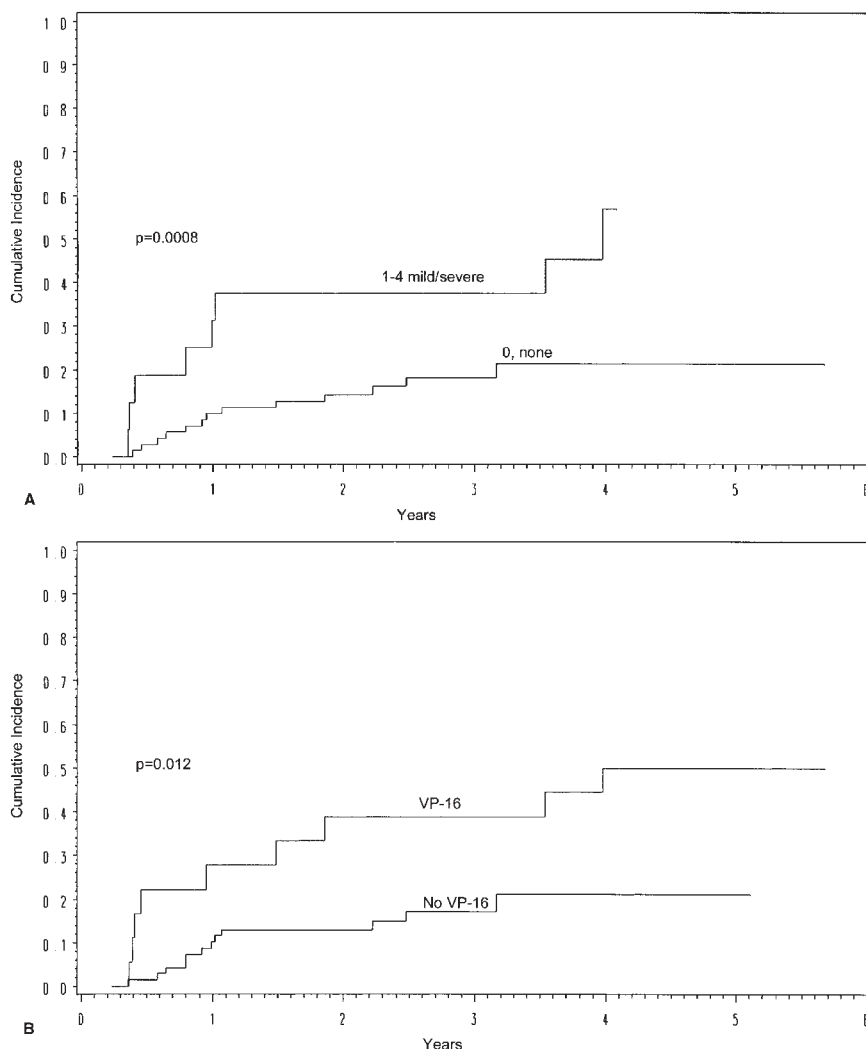 1 0
0 9
0 8
0 7
0 6
0 5
0 4
0 3
0 2
0 1
0 0
Cumulative Incidence
p=0.0008
1-4 mild/severe
0, none
0 1 2 3 4 5 6
A
Years
1 0
0 9
0 8
0 7
0 6
0 5
0 4
0 3
0 2
0 1
0 0
Cumulative Incidence
p=0.012
VP-16
No VP-16
0 1 2 3 4 5 6
B
Years